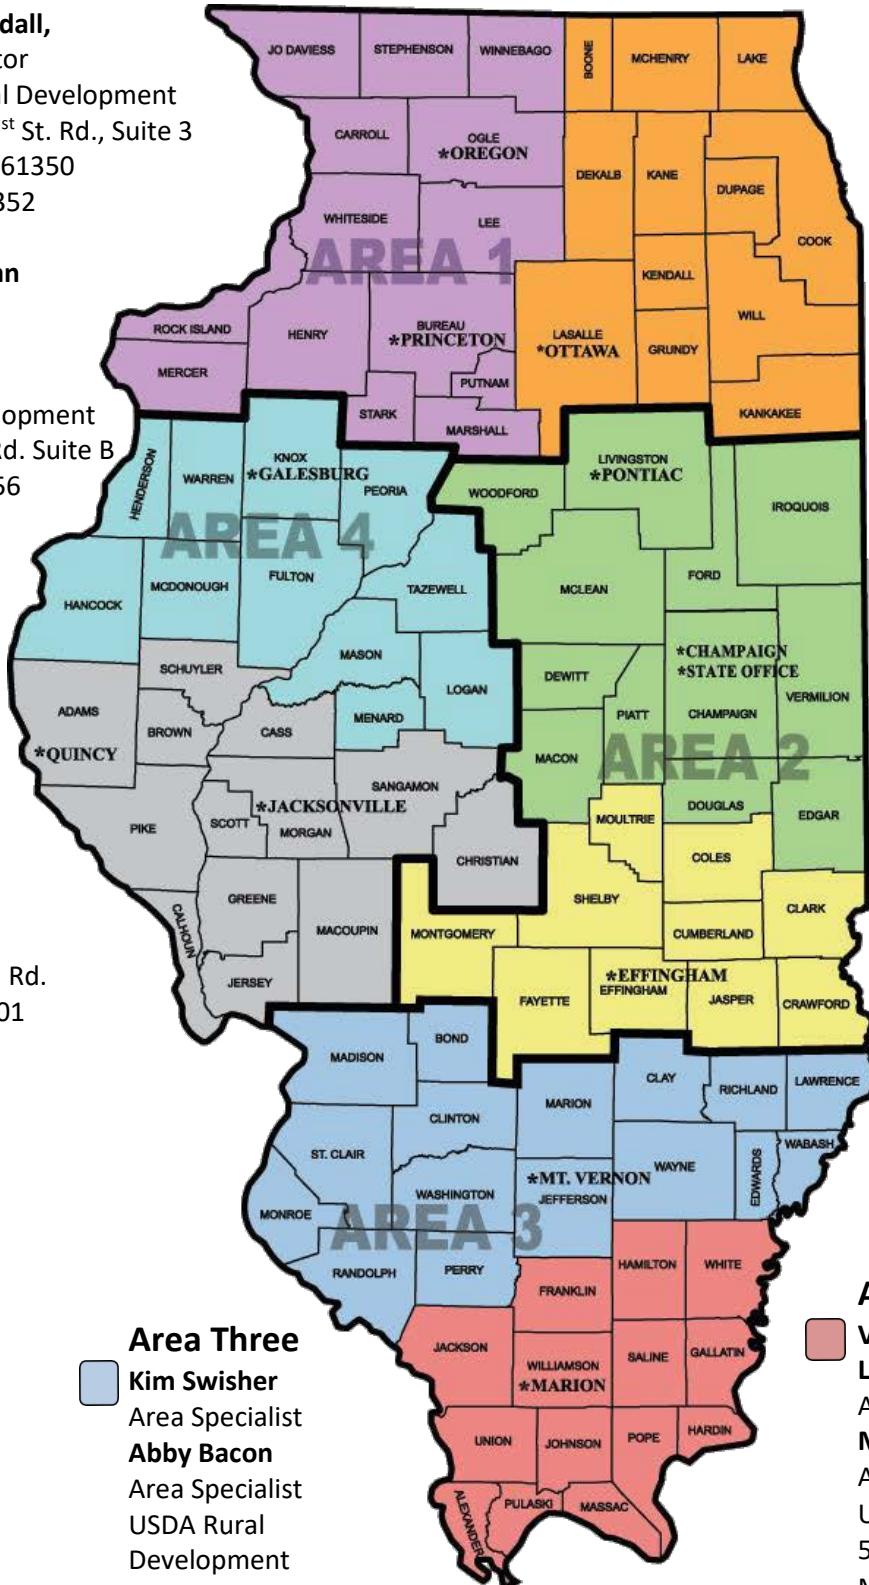 dall,
tor
al Development
st St. Rd., Suite 3
61350
352
an
opment
Rd. Suite B
56
Rd.
01
JO DAVIESS
STEPHENSON
WINNEBAGO
BOONE
MCHENRY
LAKE
CARROLL
OGLE
*OREGON
DEKALB
KANE
DUPAGE
COOK
WHITESIDE
LEE
AREA 1
KENDALL
ROCK ISLAND
HENRY
BUREAU
*PRINCETON
LASALLE
*OTTAWA
GRUNDY
WILL
MERCER
PUTNAM
STARK
MARSHALL
KANKAKEE
HENDERSON
WARREN
KNOX
*GALESBURG
PEORIA
WOODFORD
LIVINGSTON
*PONTIAC
IROQUOIS
AREA 4
HANCOCK
MCDONOUGH
FULTON
TAZEWELL
MCLEAN
FORD
MASON
LOGAN
MENARD
DEWITT
*CHAMPAIGN
*STATE OFFICE
PIATT
CHAMPAIGN
VERMILION
SCHUYLER
ADAMS
*QUINCY
BROWN
CASS
MACON
AREA 2
SANGAMON
PIKE
SCOTT
*JACKSONVILLE
MORGAN
MOULTRIE
DOUGLAS
EDGAR
CHRISTIAN
COLES
GREENE
SHELBY
CLARK
CALHOUN
MACOUPIN
MONTGOMERY
CUMBERLAND
JERSEY
FAYETTE
*EFFINGHAM
EFFINGHAM
JASPER
CRAWFORD
MADISON
BOND
CLAY
RICHLAND
LAWRENCE
MARION
CLINTON
ST. CLAIR
WABASH
WAYNE
EDWARDS
*MT. VERNON
JEFFERSON
WASHINGTON
MONROE
AREA 3
RANDOLPH
PERRY
HAMILTON
WHITE
FRANKLIN
JACKSON
WILLIAMSON
*MARION
SALINE
GALLATIN
UNION
JOHNSON
POPE
HARDIN
ALEXANDER
PULASKI
MASSAC
Area Three
Kim Swisher
Area Specialist
Abby Bacon
Area Specialist
USDA Rural
Development
A
V
L
A
M
A
U
5